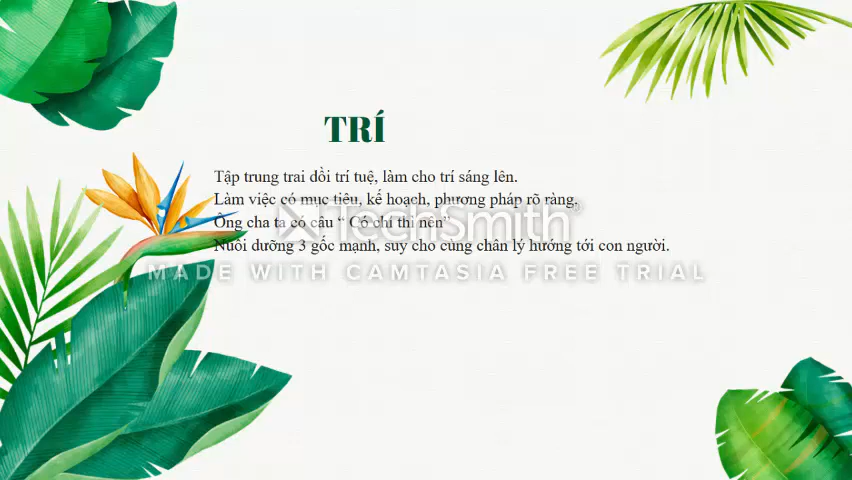 TRÍ
Tập trung trai dồi trí tuệ, làm cho trí sáng lên.
Làm việc có mục tiêu, kế hoạch, phương pháp rõ ràng.
Ông cha ta có câu “ Có chí thì nên”
Nuôi dưỡng 3 gốc mạnh, suy cho cùng chân lý hướng tới con người.
TechSmith®
MADE WITH CAMTASIA FREE TRIAL